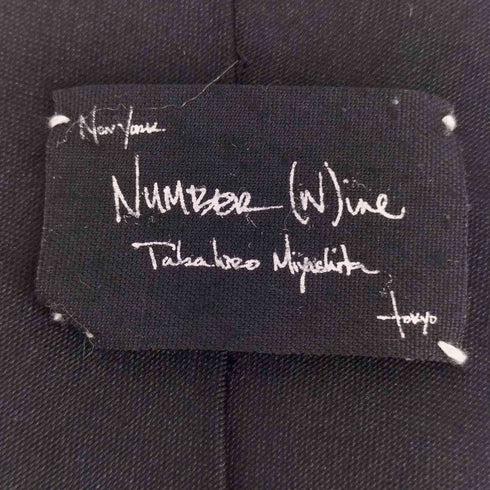 New York.
NUMBER (N)ine
Takahiro Miyashita
tokyo